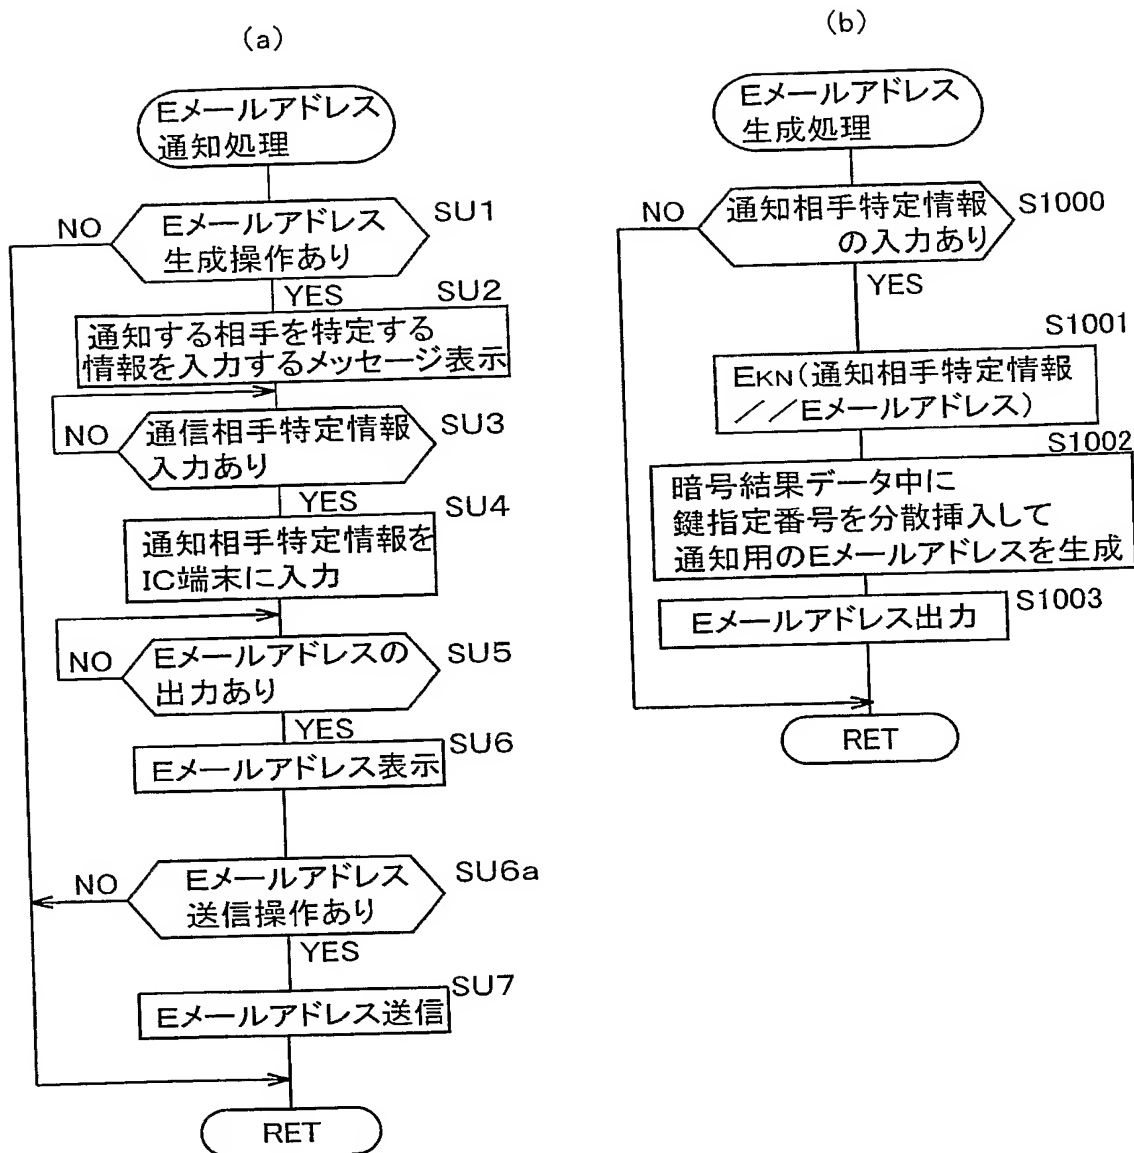 (a)
Eメールアドレス
通知処理
NO
Eメールアドレス
生成操作あり
SU1
YES
SU2
通知する相手を特定する
情報を入力するメッセージ表示
NO
通信相手特定情報
入力あり
SU3
YES
SU4
通知相手特定情報を
IC端末に入力
NO
Eメールアドレスの
出力あり
SU5
YES
SU6
Eメールアドレス表示
NO
Eメールアドレス
送信操作あり
SU6a
YES
SU7
Eメールアドレス送信
RET
(b)
Eメールアドレス
生成処理
NO
通知相手特定情報
の入力あり
S1000
YES
S1001
EKN(通知相手特定情報
//Eメールアドレス)
S1002
暗号結果データ中に
鍵指定番号を分散挿入して
通知用のEメールアドレスを生成
S1003
Eメールアドレス出力
RET